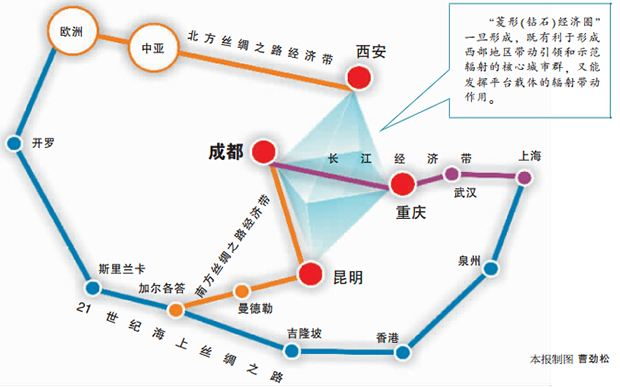 欧洲
中亚
北方丝绸之路经济带
西安
“菱形(钻石)经济圈”
一旦形成，既有利于形成
西部地区带动引领和示范
辐射的核心城市群，又能
发挥平台载体的辐射带动
作用。
开罗
成都
长江经济带
上海
重庆
武汉
南方丝绸之路经济带
泉州
斯里兰卡
加尔各答
昆明
曼德勒
21世纪海上丝绸之路
吉隆坡
香港
本报制图 曹劲松